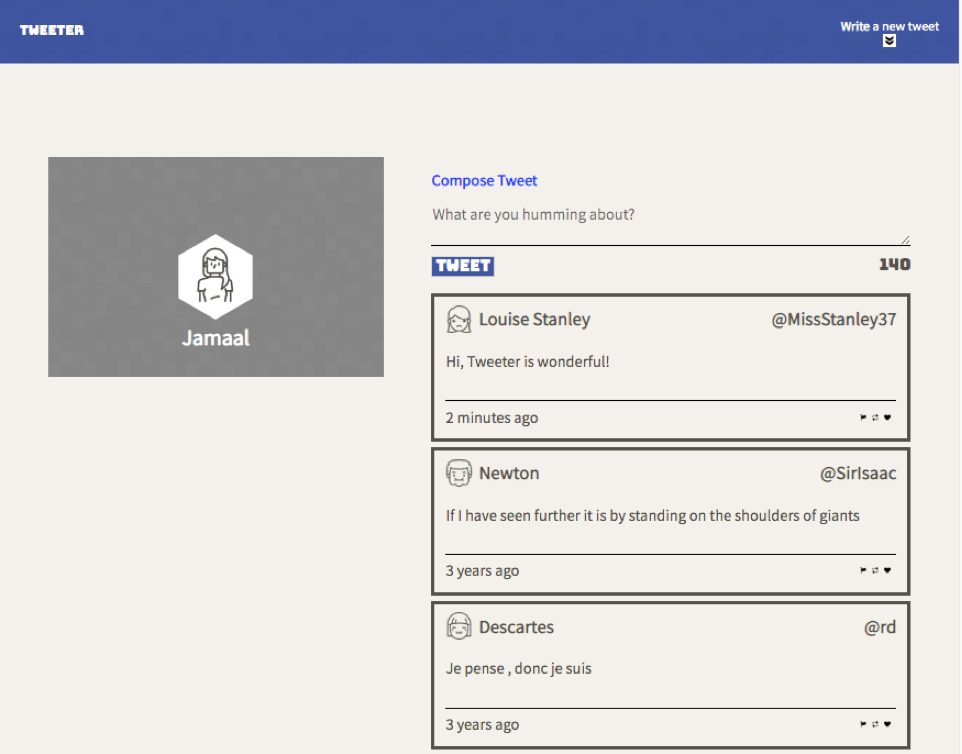 TWEETER
Write a new tweet
Jamaal
Compose Tweet
What are you humming about?
TWEET
140
Louise Stanley
@MissStanley37
Hi, Tweeter is wonderful!
2 minutes ago
Newton
@SirIsaac
If I have seen further it is by standing on the shoulders of giants
3 years ago
Descartes
@rd
Je pense , donc je suis
3 years ago